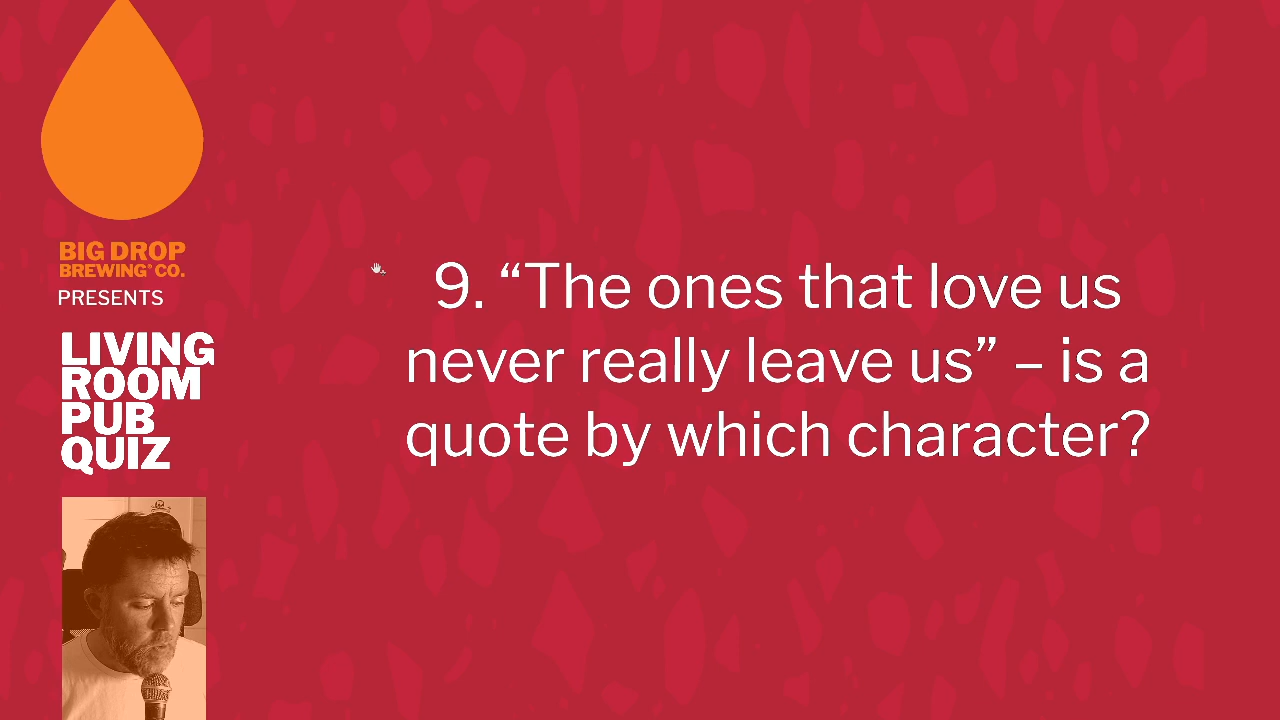 BIG DROP
BREWING® CO.
PRESENTS
LIVING
ROOM
PUB
QUIZ
9. “The ones that love us
never really leave us” – is a
quote by which character?